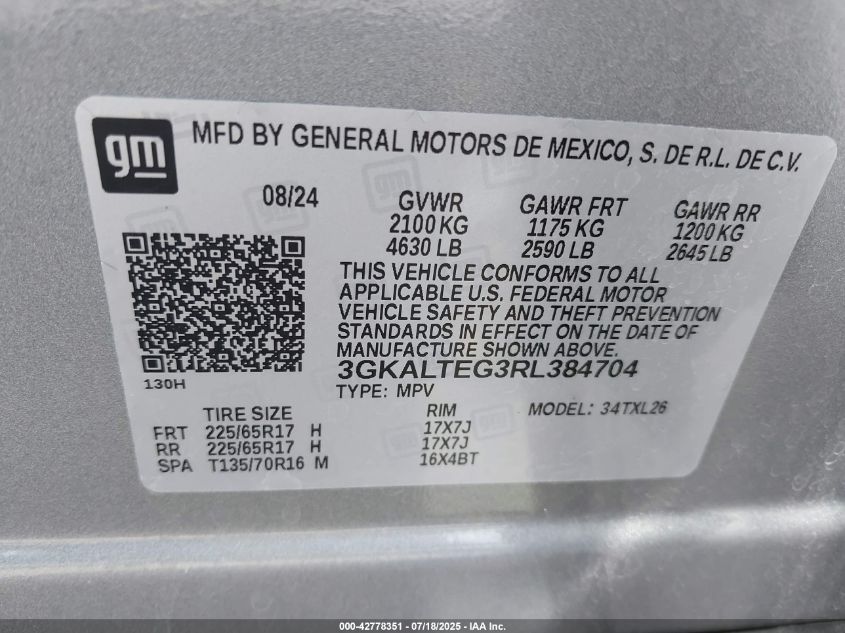 gm
MFD BY GENERAL MOTORS DE MEXICO, S. DE R.L. DE C.V.
08/24 GVWR GAWR FRT GAWR RR
2100 KG 1175 KG 1200 KG
4630 LB 2590 LB 2645 LB
THIS VEHICLE CONFORMS TO ALL
APPLICABLE U.S. FEDERAL MOTOR
VEHICLE SAFETY AND THEFT PREVENTION
STANDARDS IN EFFECT ON THE DATE OF
MANUFACTURE SHOWN ABOVE.
3GKALTEG3RL384704
130H
TYPE: MPV
TIRE SIZE RIM MODEL: 34TXL26
FRT 225/65R17 H 17X7J
RR 225/65R17 H 17X7J
SPA T135/70R16 M 16X4BT
000-42778351 | 07/18/2025 - IAA Inc.